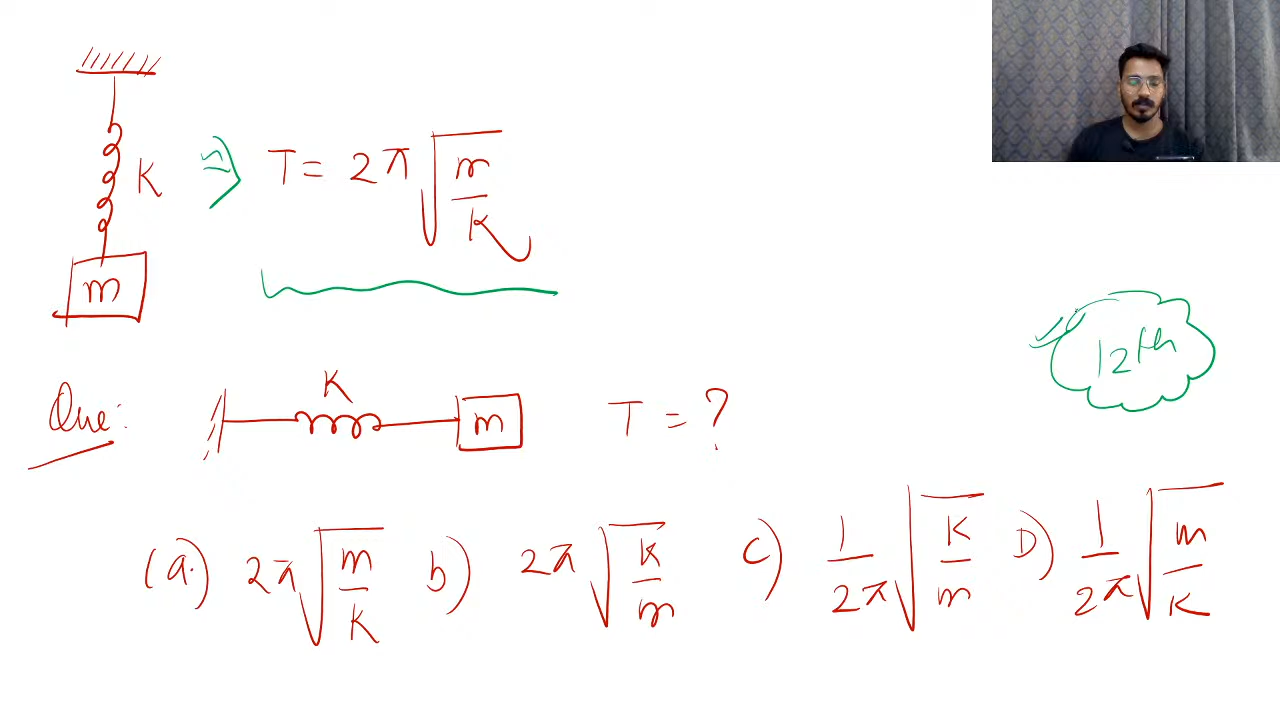 K
T = 2π√(m/k)
m
12th
Que:
K
m
T = ?
(a.) 2π√(m/k) b) 2π√(k/m) c) 1/2π √(k/m) D) 1/2π √(m/k)